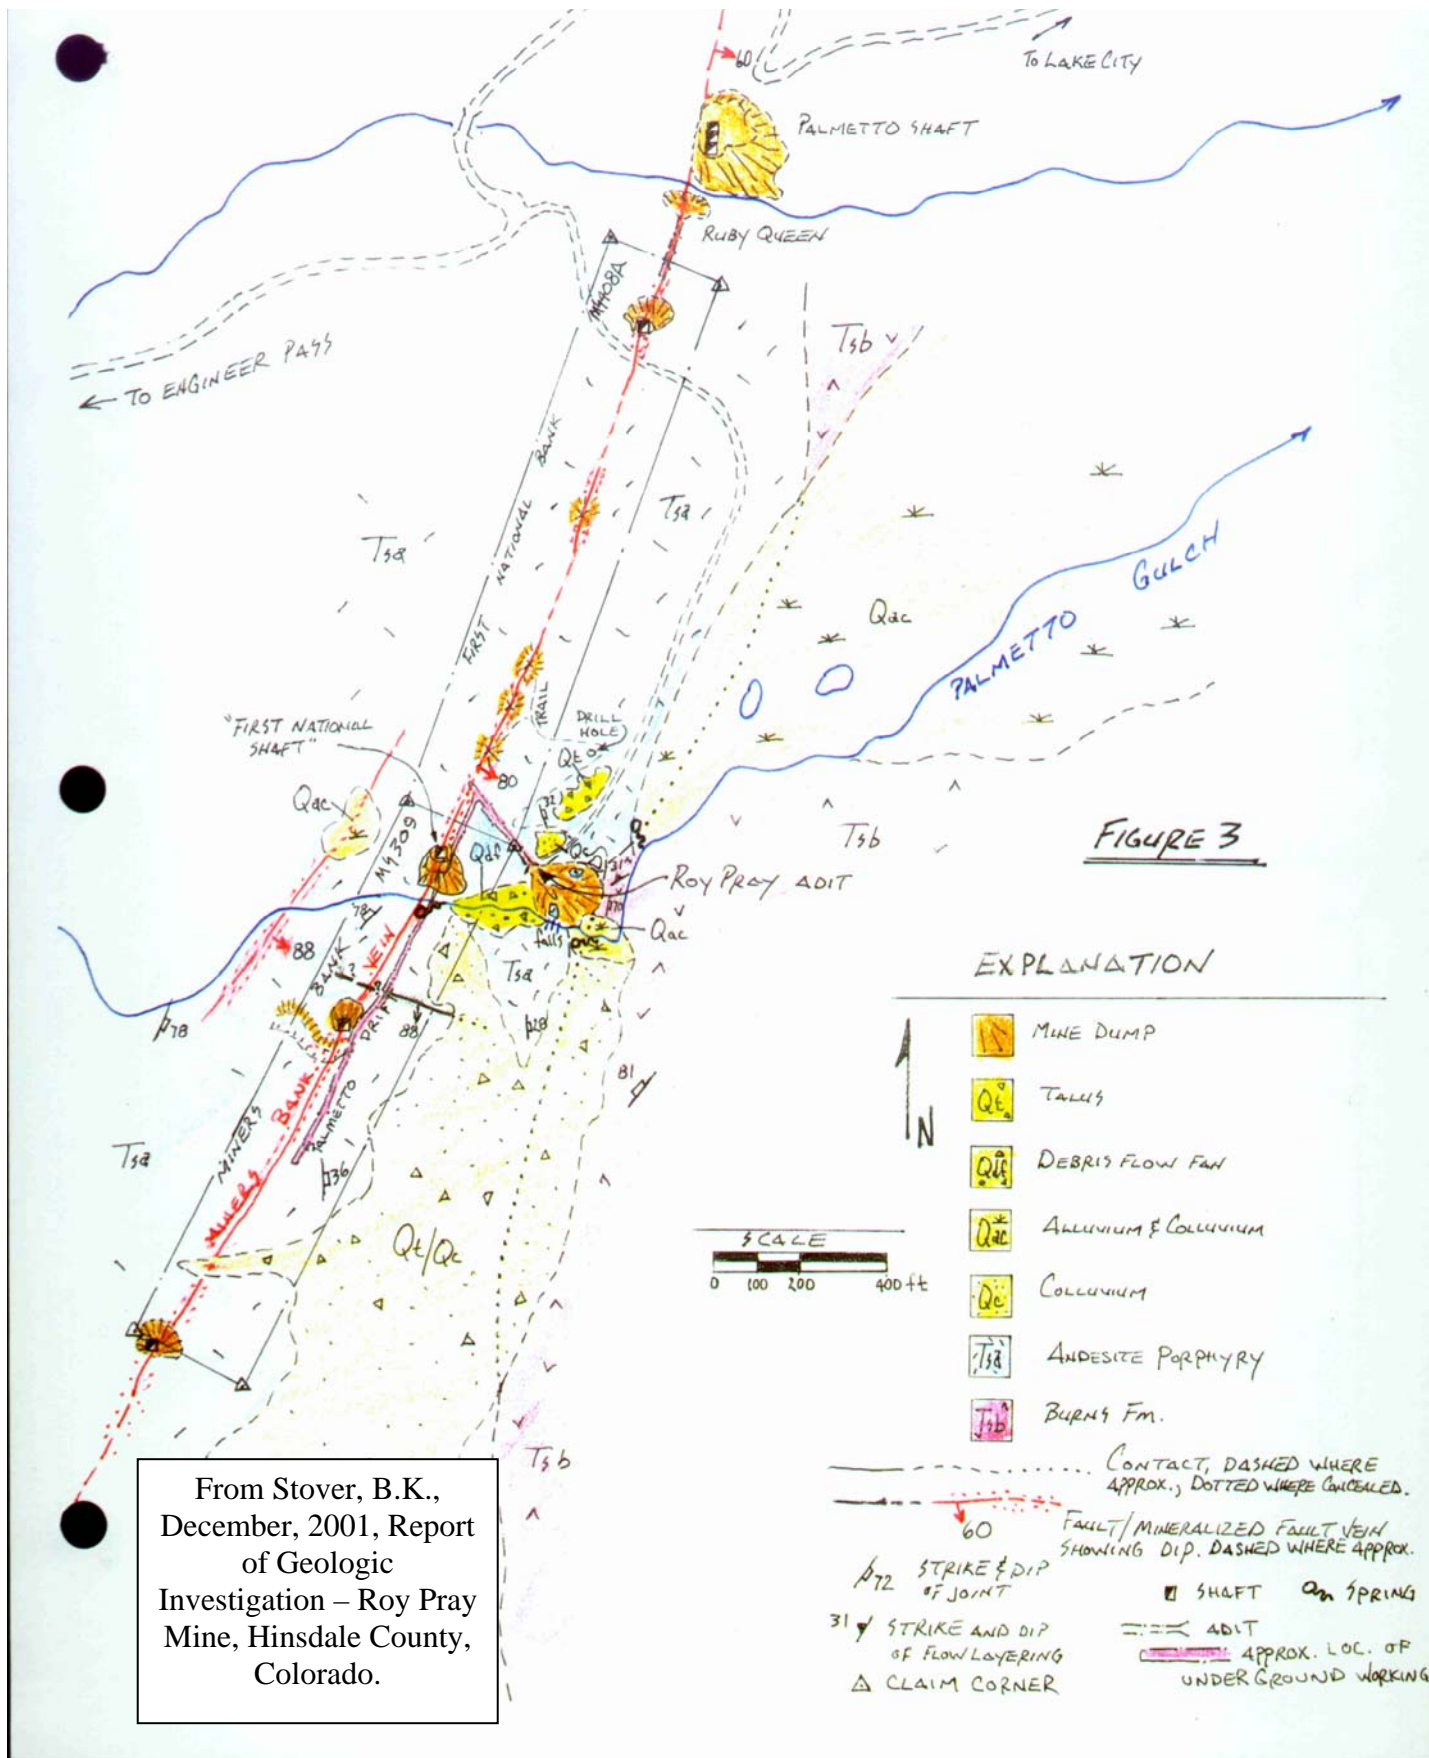 60
TO LAKE CITY
PALMETTO SHAFT
RUBY QUEEN
M4408A
Tsb
← TO ENGINEER PASS
FIRST NATIONAL BANK
Tsa
Tsa
GULCH
PALMETTO
Qac
"FIRST NATIONAL
SHAFT"
TRAIL
DRILL
HOLE
Qt
80
Qac
M4309
32
Qdf
Qc
Tsb
FIGURE 3
ROY PRAY ADIT
78
Qac
falls
88
BANK
VEIN
?
Tsa
DRIFT
88
28
78
81
EXPLANATION
MINE DUMP
Qt TALUS
Qdf DEBRIS FLOW FAN
Qac ALLUVIUM & COLLUVIUM
Qc COLLUVIUM
Tsa ANDESITE PORPHYRY
Tsb BURNS FM.
N
BANK
PALMETTO
MINERS
MINERS
Tsa
36
Qt/Qc
SCALE
0 100 200 400 ft
Tsb
CONTACT, DASHED WHERE
APPROX., DOTTED WHERE CONCEALED.
60
FAULT/MINERALIZED FAULT VEIN
SHOWING DIP. DASHED WHERE APPROX.
72 STRIKE & DIP
OF JOINT
SHAFT
SPRING
31 STRIKE AND DIP
OF FLOW LAYERING
ADIT
CLAIM CORNER
APPROX. LOC. OF
UNDERGROUND WORKING
From Stover, B.K.,
December, 2001, Report
of Geologic
Investigation – Roy Pray
Mine, Hinsdale County,
Colorado.